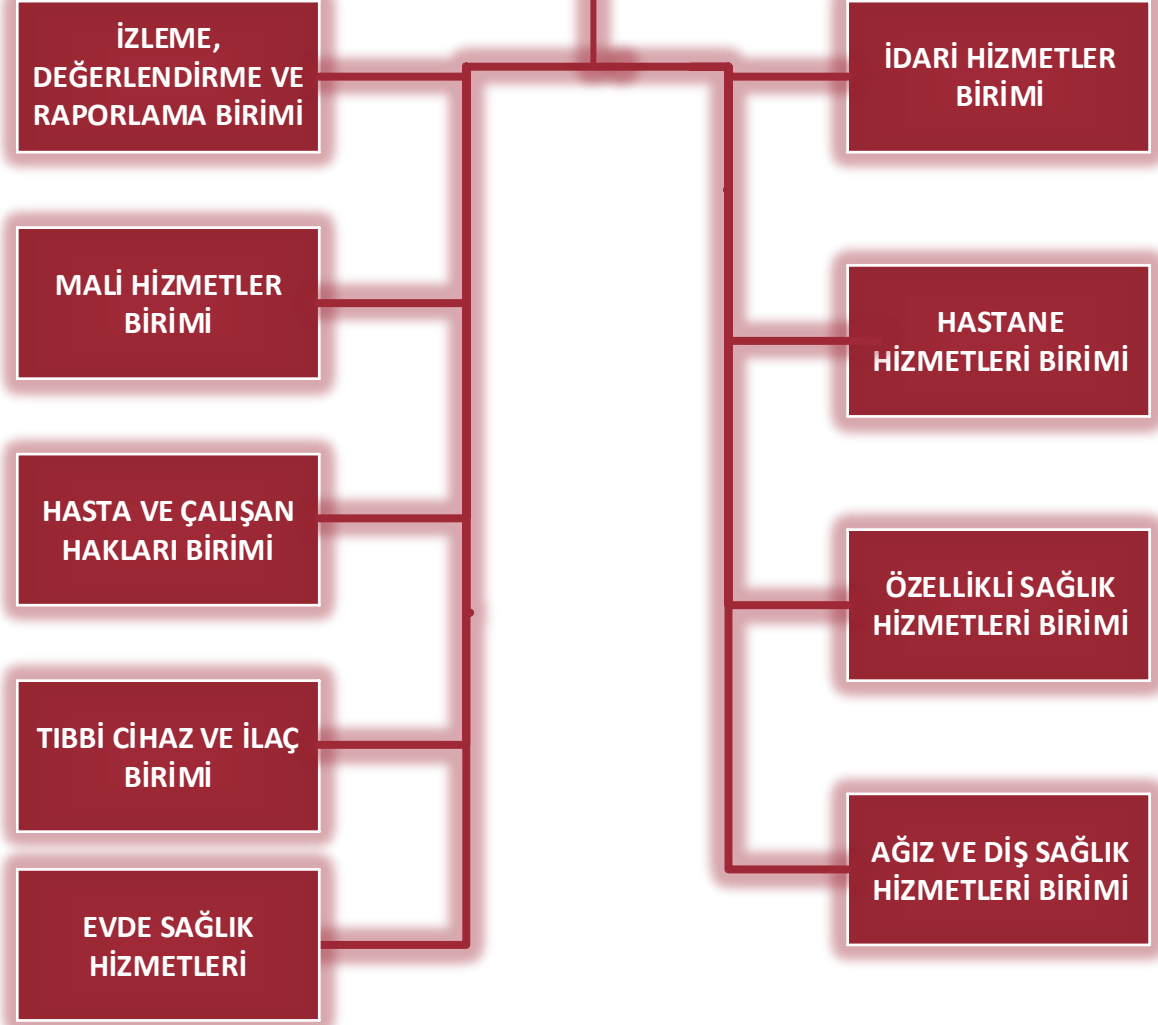 İZLEME,
DEĞERLENDİRME VE
RAPORLAMA BİRİMİ
İDARİ HİZMETLER
BİRİMİ
MALİ HİZMETLER
BİRİMİ
HASTANE
HİZMETLERİ BİRİMİ
HASTA VE ÇALIŞAN
HAKLARI BİRİMİ
ÖZELLİKLİ SAĞLIK
HİZMETLERİ BİRİMİ
TIBBİ CİHAZ VE İLAÇ
BİRİMİ
AĞIZ VE DİŞ SAĞLIK
HİZMETLERİ BİRİMİ
EVDE SAĞLIK
HİZMETLERİ